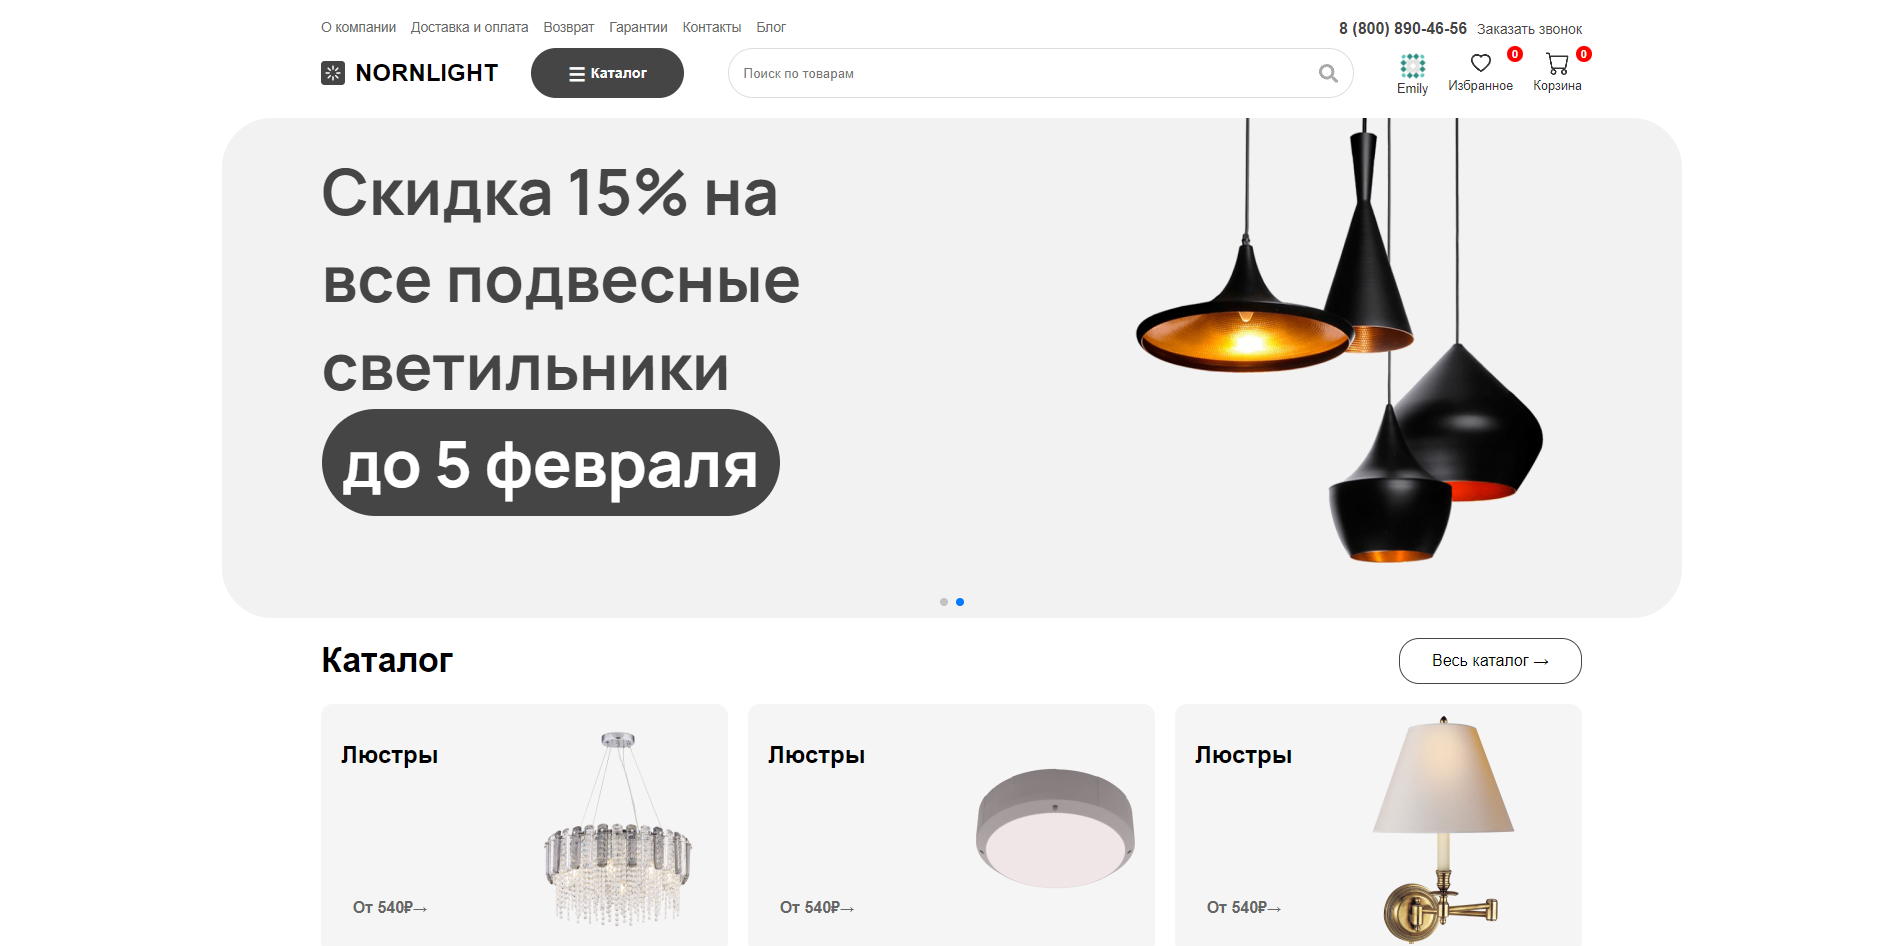 О компании Доставка и оплата Возврат Гарантии Контакты Блог 8 (800) 890-46-56 Заказать звонок
NORNLIGHT Каталог Поиск по товарам Emily Избранное 0 Корзина 0
Скидка 15% на
все подвесные
светильники
до 5 февраля
Каталог Весь каталог →
Люстры Люстры Люстры
От 540₽→ От 540₽→ От 540₽→